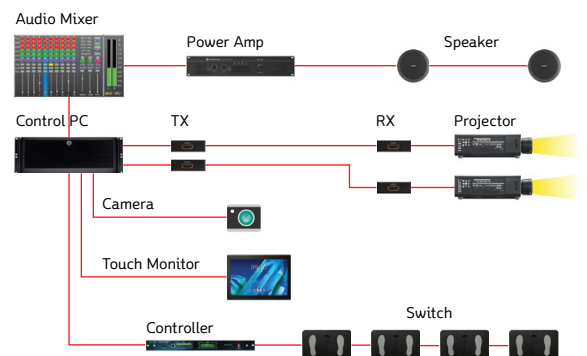 Audio Mixer
Power Amp
Speaker
Control PC
TX
RX
Projector
Camera
Touch Monitor
Switch
Controller